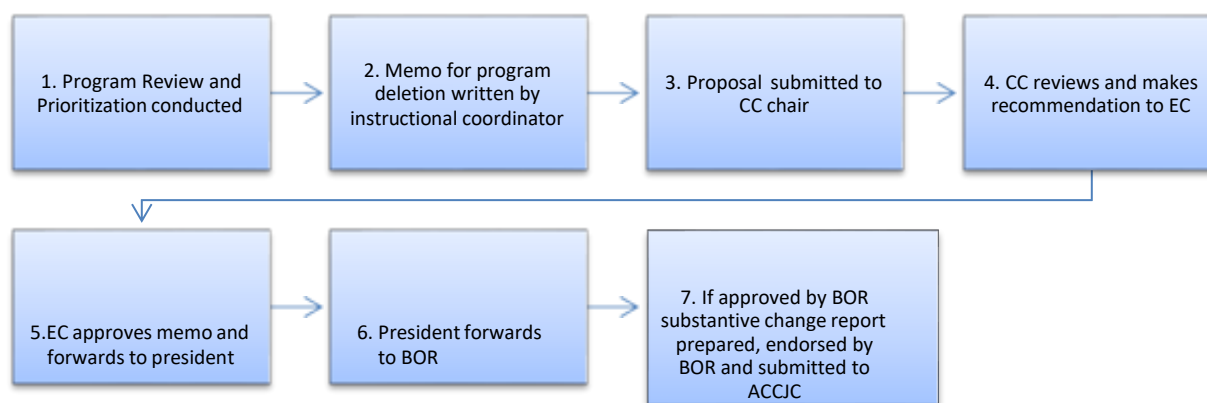 1. Program Review and
Prioritization conducted
2. Memo for program
deletion written by
instructional coordinator
3. Proposal submitted to
CC chair
4. CC reviews and makes
recommendation to EC
5.EC approves memo and
forwards to president
6. President forwards
to BOR
7. If approved by BOR
substantive change report
prepared, endorsed by
BOR and submitted to
ACCJC